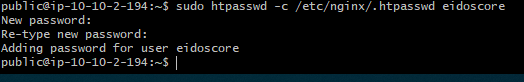 public@ip-10-10-2-194:~$ sudo htpasswd -c /etc/nginx/.htpasswd eidoscore
New password:
Re-type new password:
Adding password for user eidoscore
public@ip-10-10-2-194:~$